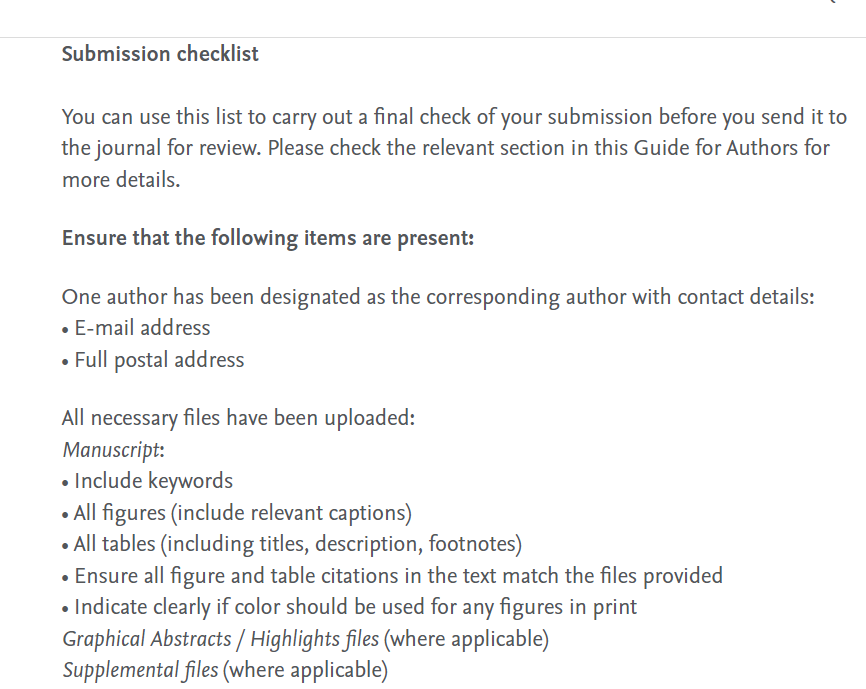 Submission checklist
You can use this list to carry out a final check of your submission before you send it to
the journal for review. Please check the relevant section in this Guide for Authors for
more details.
Ensure that the following items are present:
One author has been designated as the corresponding author with contact details:
• E-mail address
• Full postal address
All necessary files have been uploaded:
Manuscript:
• Include keywords
• All figures (include relevant captions)
• All tables (including titles, description, footnotes)
• Ensure all figure and table citations in the text match the files provided
• Indicate clearly if color should be used for any figures in print
Graphical Abstracts / Highlights files (where applicable)
Supplemental files (where applicable)